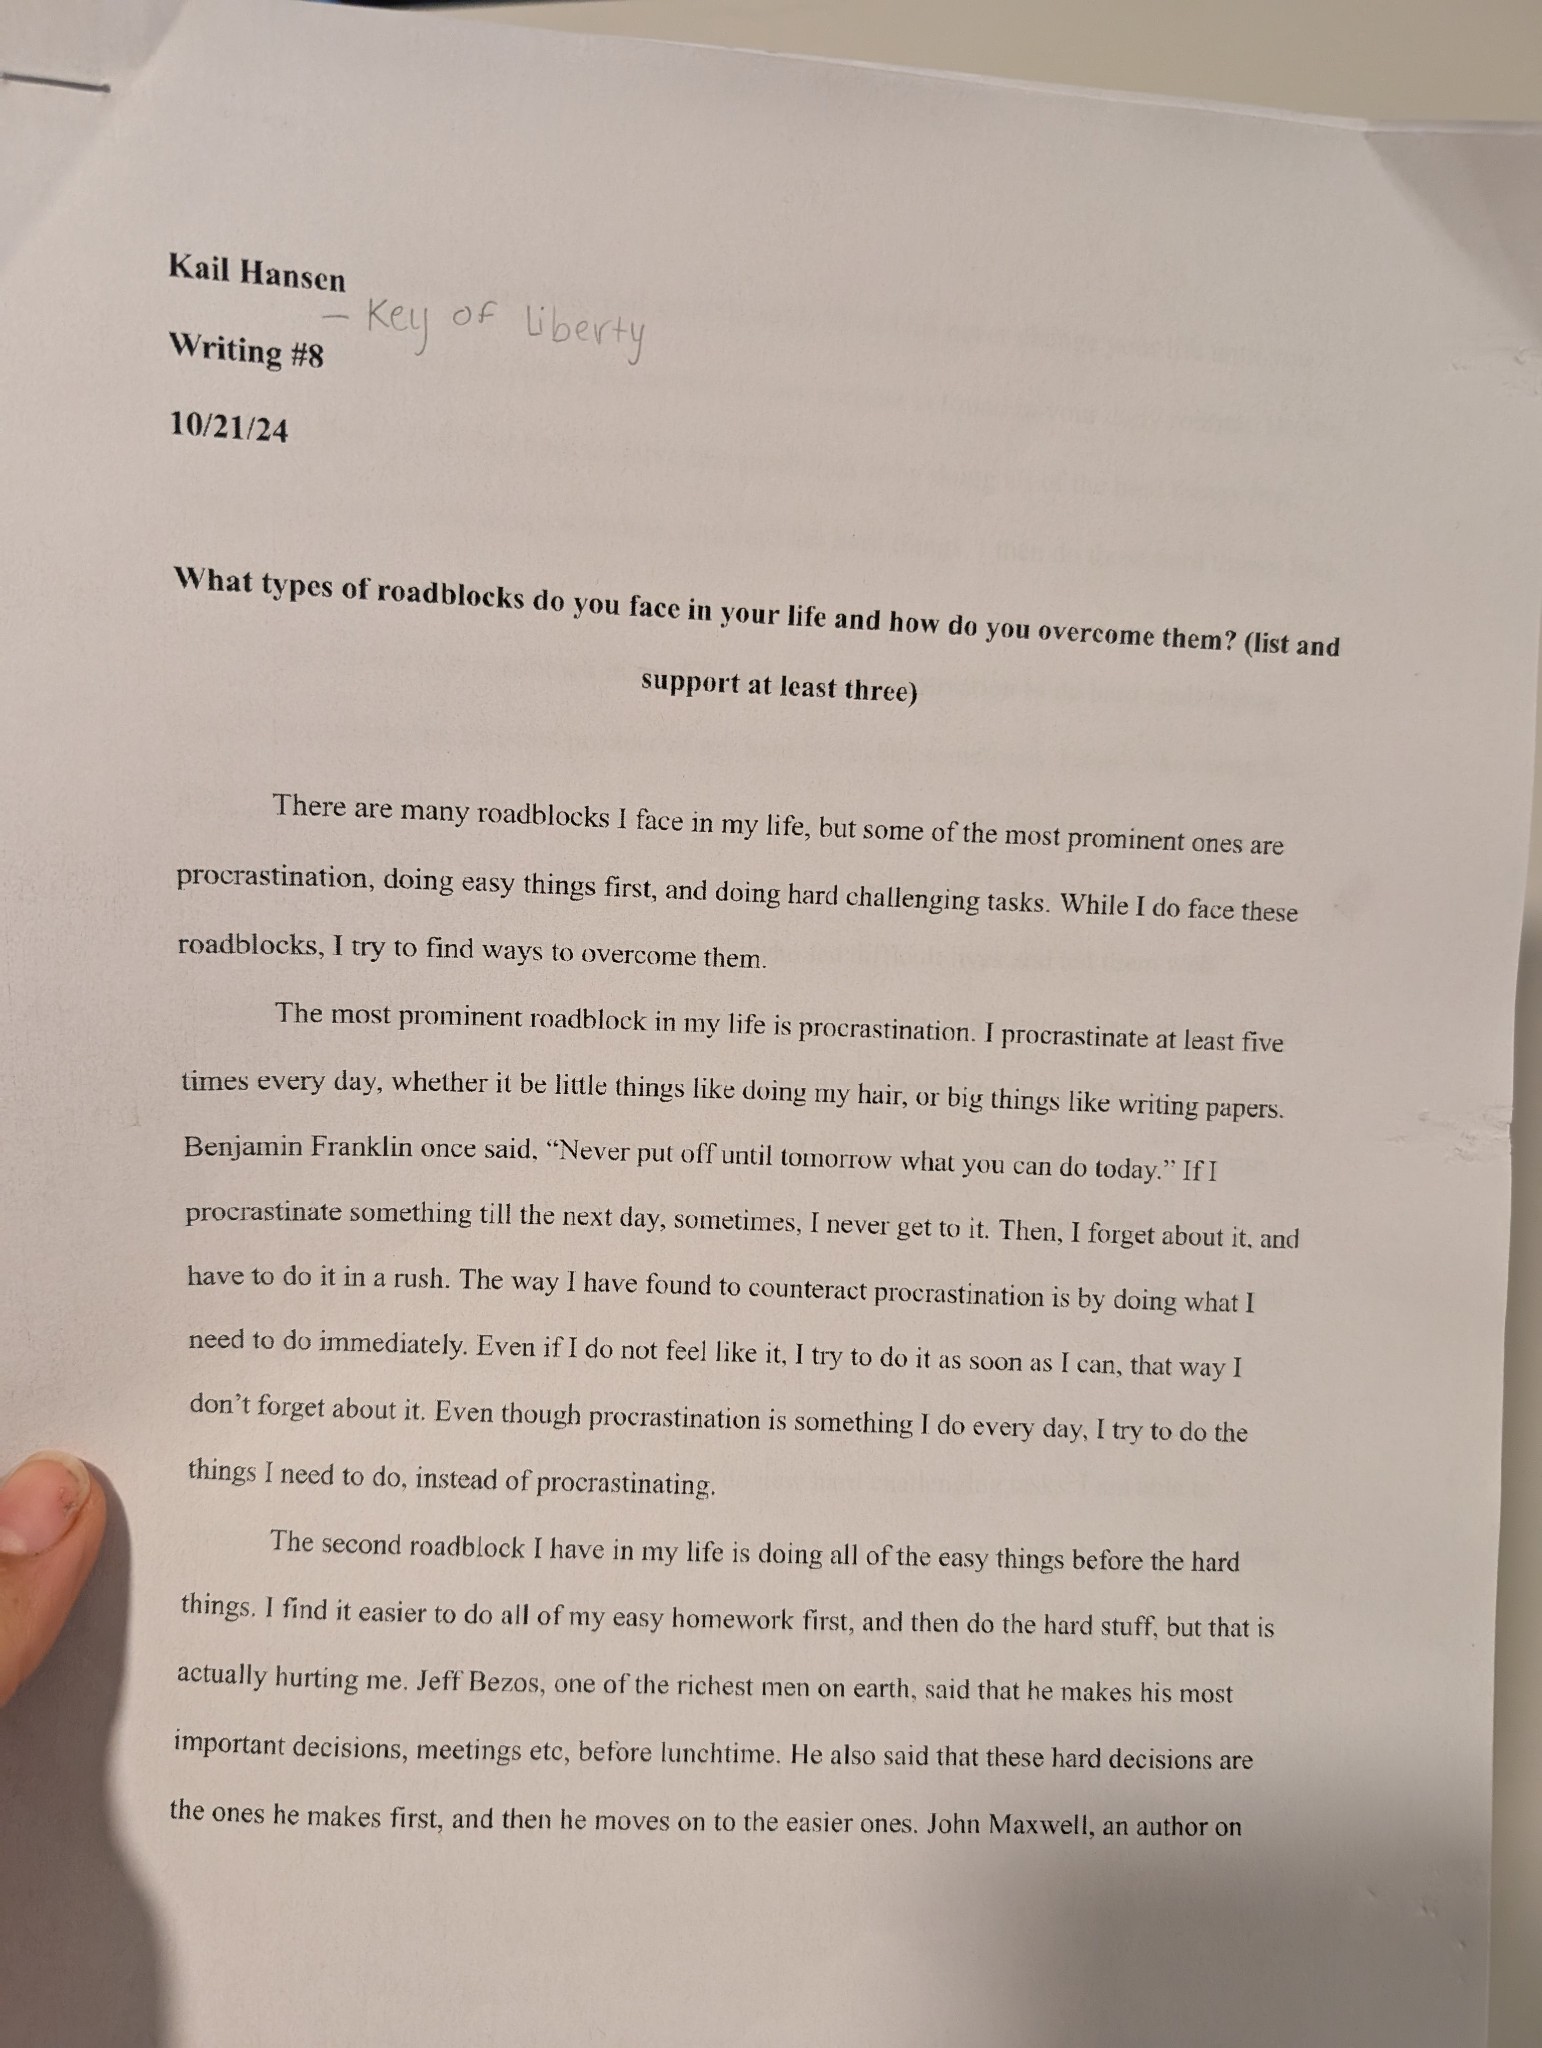 Kail Hansen
- Key of Liberty
Writing #8
10/21/24
What types of roadblocks do you face in your life and how do you overcome them? (list and
support at least three)
There are many roadblocks I face in my life, but some of the most prominent ones are
procrastination, doing easy things first, and doing hard challenging tasks. While I do face these
roadblocks, I try to find ways to overcome them.
The most prominent roadblock in my life is procrastination. I procrastinate at least five
times every day, whether it be little things like doing my hair, or big things like writing papers.
Benjamin Franklin once said, “Never put off until tomorrow what you can do today.” If I
procrastinate something till the next day, sometimes, I never get to it. Then, I forget about it, and
have to do it in a rush. The way I have found to counteract procrastination is by doing what I
need to do immediately. Even if I do not feel like it, I try to do it as soon as I can, that way I
don’t forget about it. Even though procrastination is something I do every day, I try to do the
things I need to do, instead of procrastinating.
The second roadblock I have in my life is doing all of the easy things before the hard
things. I find it easier to do all of my easy homework first, and then do the hard stuff, but that is
actually hurting me. Jeff Bezos, one of the richest men on earth, said that he makes his most
important decisions, meetings etc, before lunchtime. He also said that these hard decisions are
the ones he makes first, and then he moves on to the easier ones. John Maxwell, an author on